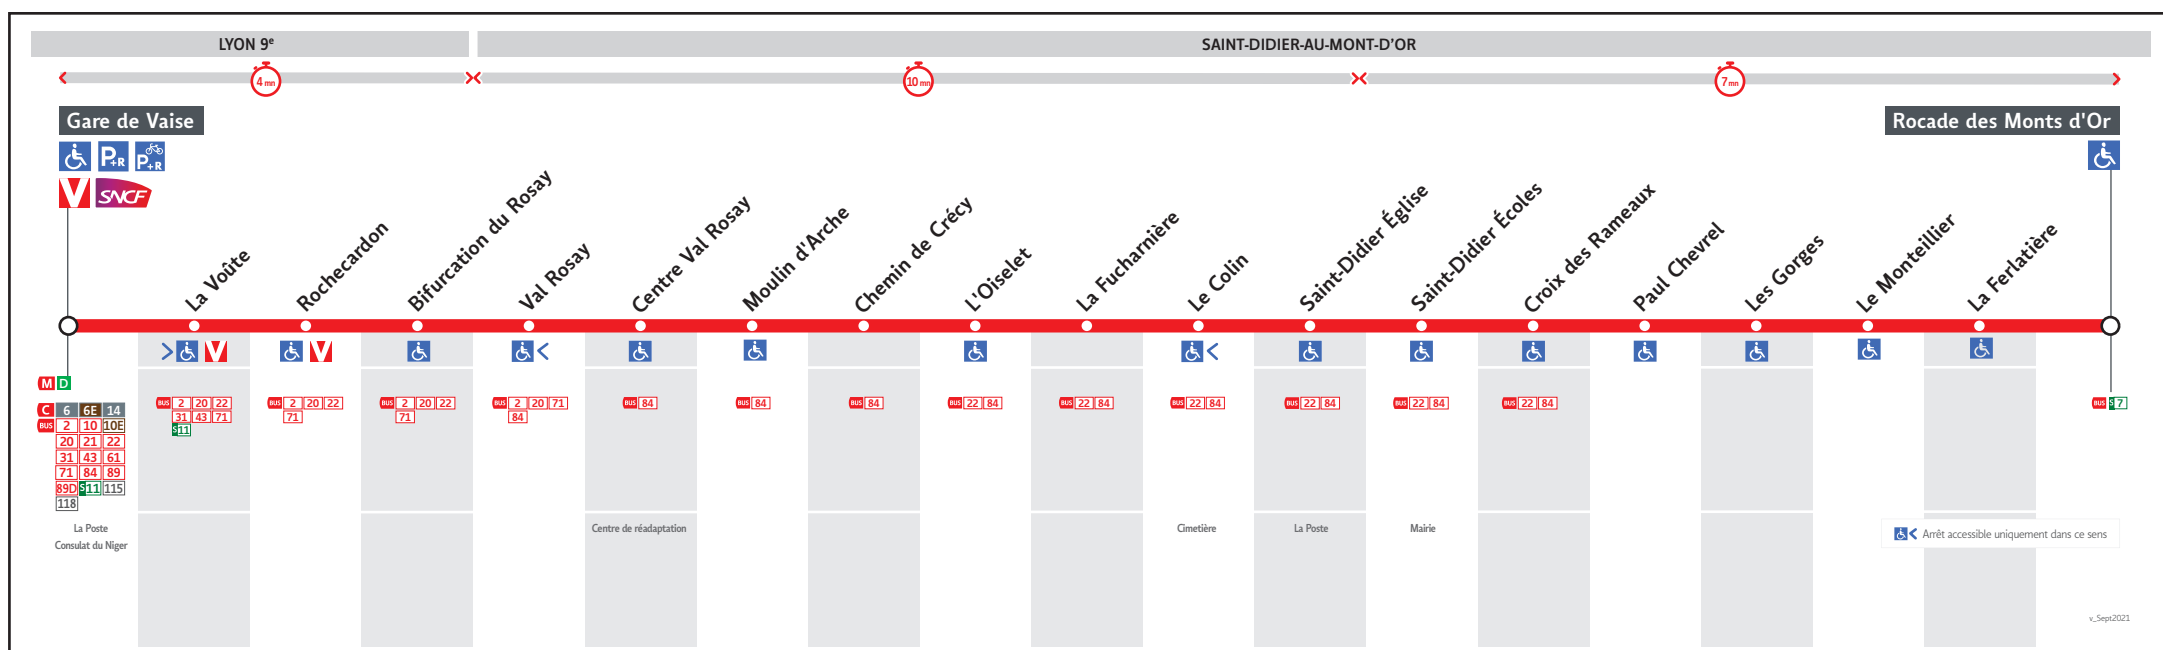 LYON 9e
SAINT-DIDIER-AU-MONT-D'OR
4 mn
10 mn
7 mn
Gare de Vaise
Rocade des Monts d'Or
P+R
P+R
V
SNCF
La Voûte
Rochecardon
Bifurcation du Rosay
Val Rosay
Centre Val Rosay
Moulin d'Arche
Chemin de Crécy
L'Oiselet
La Fucharnière
Le Colin
Saint-Didier Église
Saint-Didier Écoles
Croix des Rameaux
Paul Chevrel
Les Gorges
Le Monteillier
La Ferlatière
> V
V
<
<
M D
C 6 6E 14
BUS 2 10 10E
20 21 22
31 43 61
71 84 89
89D S11 115
118
BUS 2 20 22
31 43 71
S11
BUS 2 20 22
71
BUS 2 20 22
71
BUS 2 20 71
84
BUS 84
BUS 84
BUS 84
BUS 22 84
BUS 22 84
BUS 22 84
BUS 22 84
BUS 22 84
BUS 22 84
BUS S7
La Poste
Consulat du Niger
Centre de réadaptation
Cimetière
La Poste
Mairie
< Arrêt accessible uniquement dans ce sens
v_Sept2021